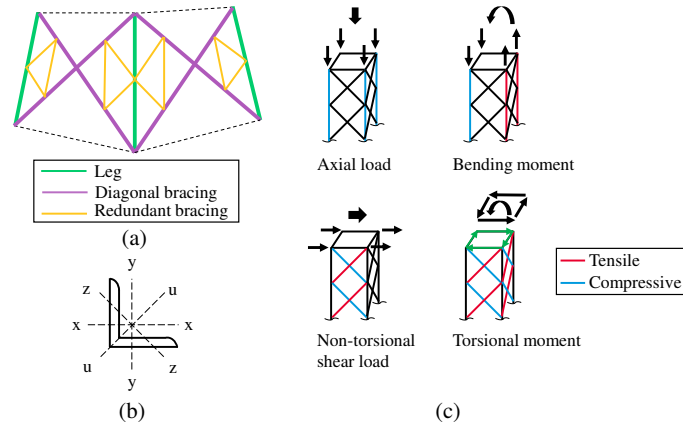 Leg
Diagonal bracing
Redundant bracing
(a)
y
z u
x x
u z
y
(b)
Axial load
Bending moment
Non-torsional
shear load
Torsional moment
Tensile
Compressive
(c)